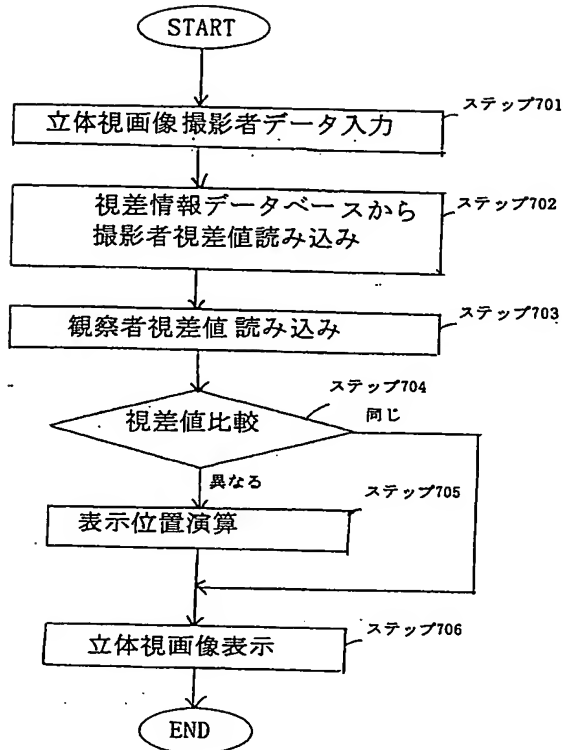 START
ステップ701
立体視画像撮影者データ入力
ステップ702
視差情報データベースから
撮影者視差値読み込み
ステップ703
観察者視差値 読み込み
ステップ704
視差値比較
同じ
異なる
ステップ705
表示位置演算
ステップ706
立体視画像表示
END